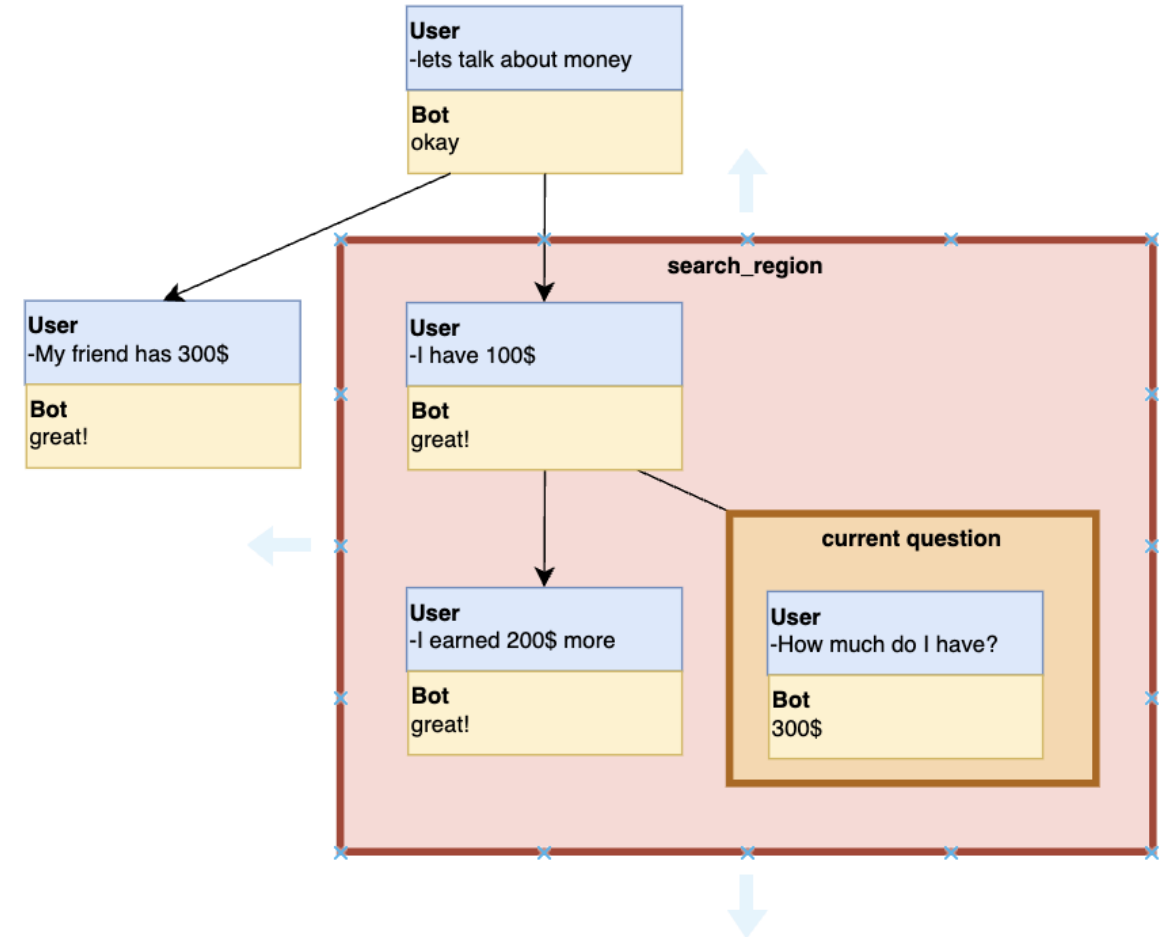 User
-lets talk about money
Bot
okay
search_region
User
-My friend has 300$
Bot
great!
User
-I have 100$
Bot
great!
current question
User
-I earned 200$ more
Bot
great!
User
-How much do I have?
Bot
300$